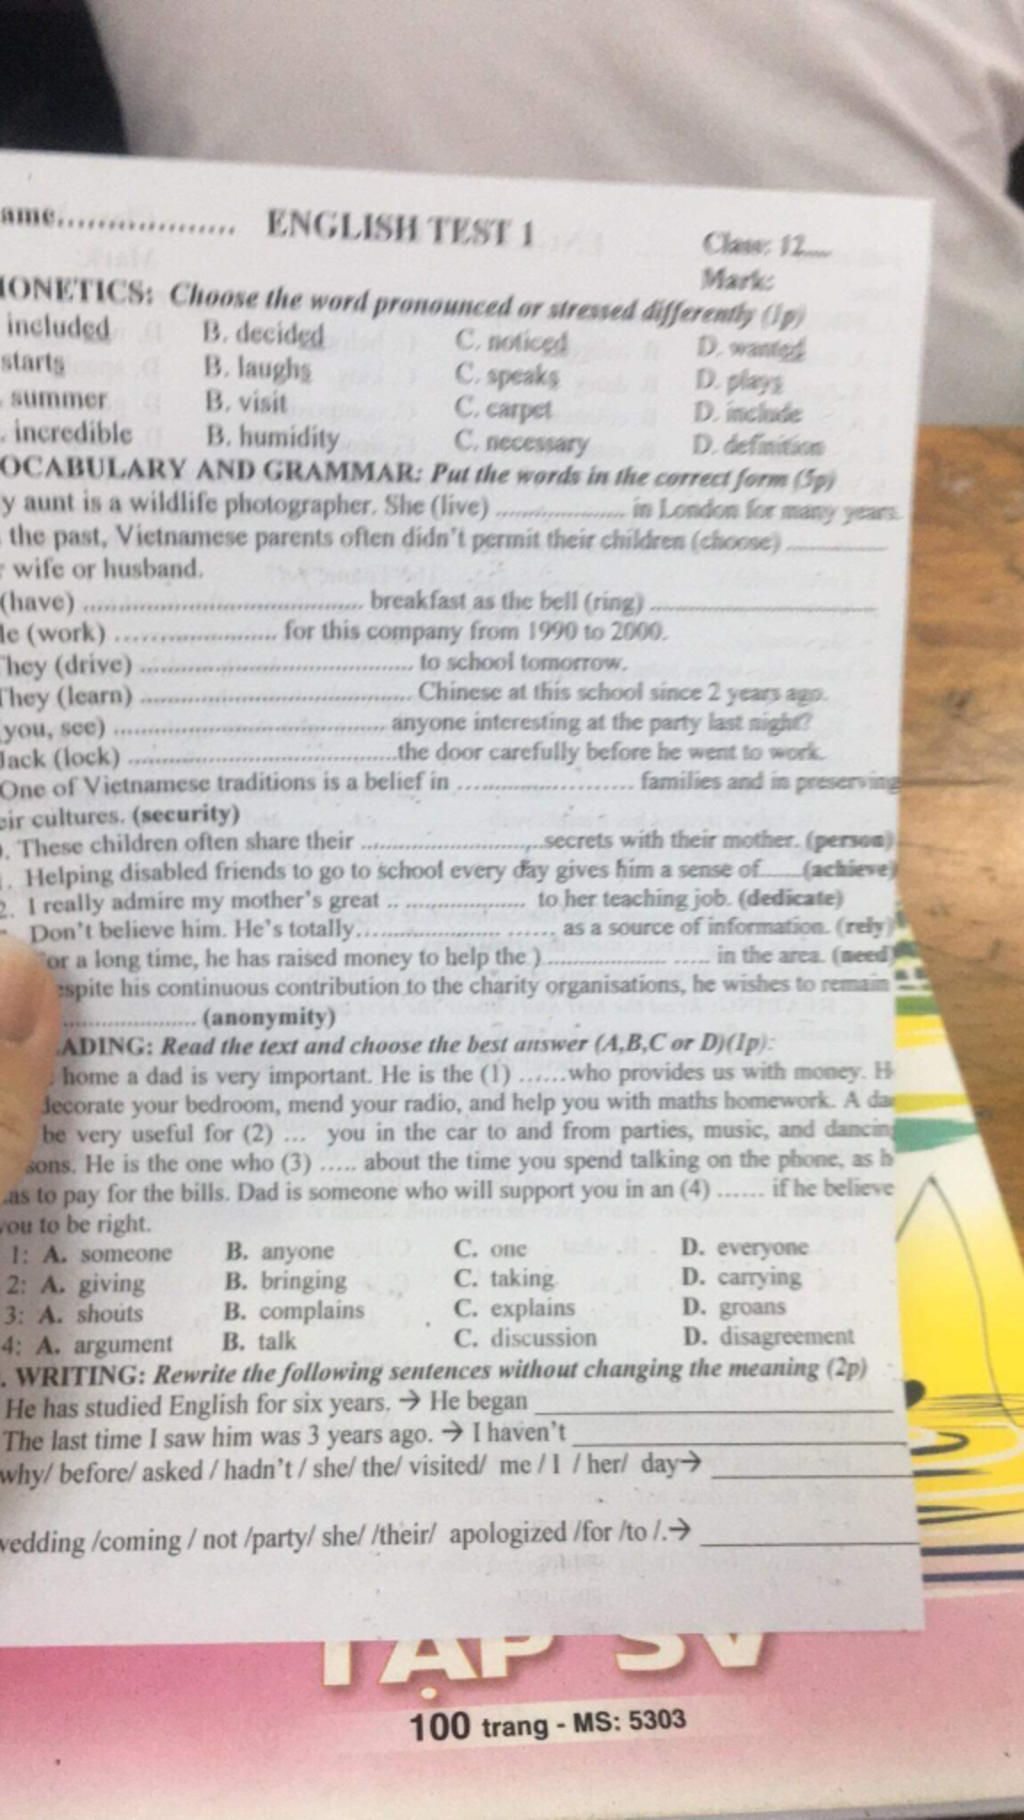 ame.................. ENGLISH TEST 1
Class: 12.....
Mark:
IONETICS: Choose the word pronounced or stressed differently (1p)
included B. decided C. noticed D. wanted
starts B. laughs C. speaks D. plays
. summer B. visit C. carpet D. include
. incredible B. humidity C. necessary D. definition
OCABULARY AND GRAMMAR: Put the words in the correct form (5p)
y aunt is a wildlife photographer. She (live) .................... in London for many years.
the past, Vietnamese parents often didn't permit their children (choose) ____________
r wife or husband.
(have) ........................................ breakfast as the bell (ring) ____________
le (work) ....................... for this company from 1990 to 2000.
They (drive) ....................................... to school tomorrow.
They (learn) ....................................... Chinese at this school since 2 years ago.
you, see) ....................................... anyone interesting at the party last night?
Jack (lock) .......................................the door carefully before he went to work.
One of Vietnamese traditions is a belief in .......................... families and in preserving
eir cultures. (security)
). These children often share their ..........................secrets with their mother. (person)
. Helping disabled friends to go to school every day gives him a sense of......(achieve)
2. I really admire my mother's great .. .................... to her teaching job. (dedicate)
Don't believe him. He's totally..................... ...... as a source of information. (rely)
or a long time, he has raised money to help the ).................. ..... in the area. (need)
espite his continuous contribution to the charity organisations, he wishes to remain
.................... (anonymity)
ADING: Read the text and choose the best answer (A,B,C or D)(1p):
home a dad is very important. He is the (1) ......who provides us with money. H
decorate your bedroom, mend your radio, and help you with maths homework. A da
be very useful for (2) ... you in the car to and from parties, music, and dancing
sons. He is the one who (3) ..... about the time you spend talking on the phone, as h
as to pay for the bills. Dad is someone who will support you in an (4) ...... if he believe
you to be right.
1: A. someone B. anyone C. one D. everyone
2: A. giving B. bringing C. taking D. carrying
3: A. shouts B. complains C. explains D. groans
4: A. argument B. talk C. discussion D. disagreement
. WRITING: Rewrite the following sentences without changing the meaning (2p)
He has studied English for six years. → He began ____________
The last time I saw him was 3 years ago. → I haven't ____________
why/ before/ asked / hadn't / she/ the/ visited/ me / I / her/ day→ ____________
wedding /coming / not /party/ she/ /their/ apologized /for /to /.→ ____________
TẬP SV
100 trang - MS: 5303